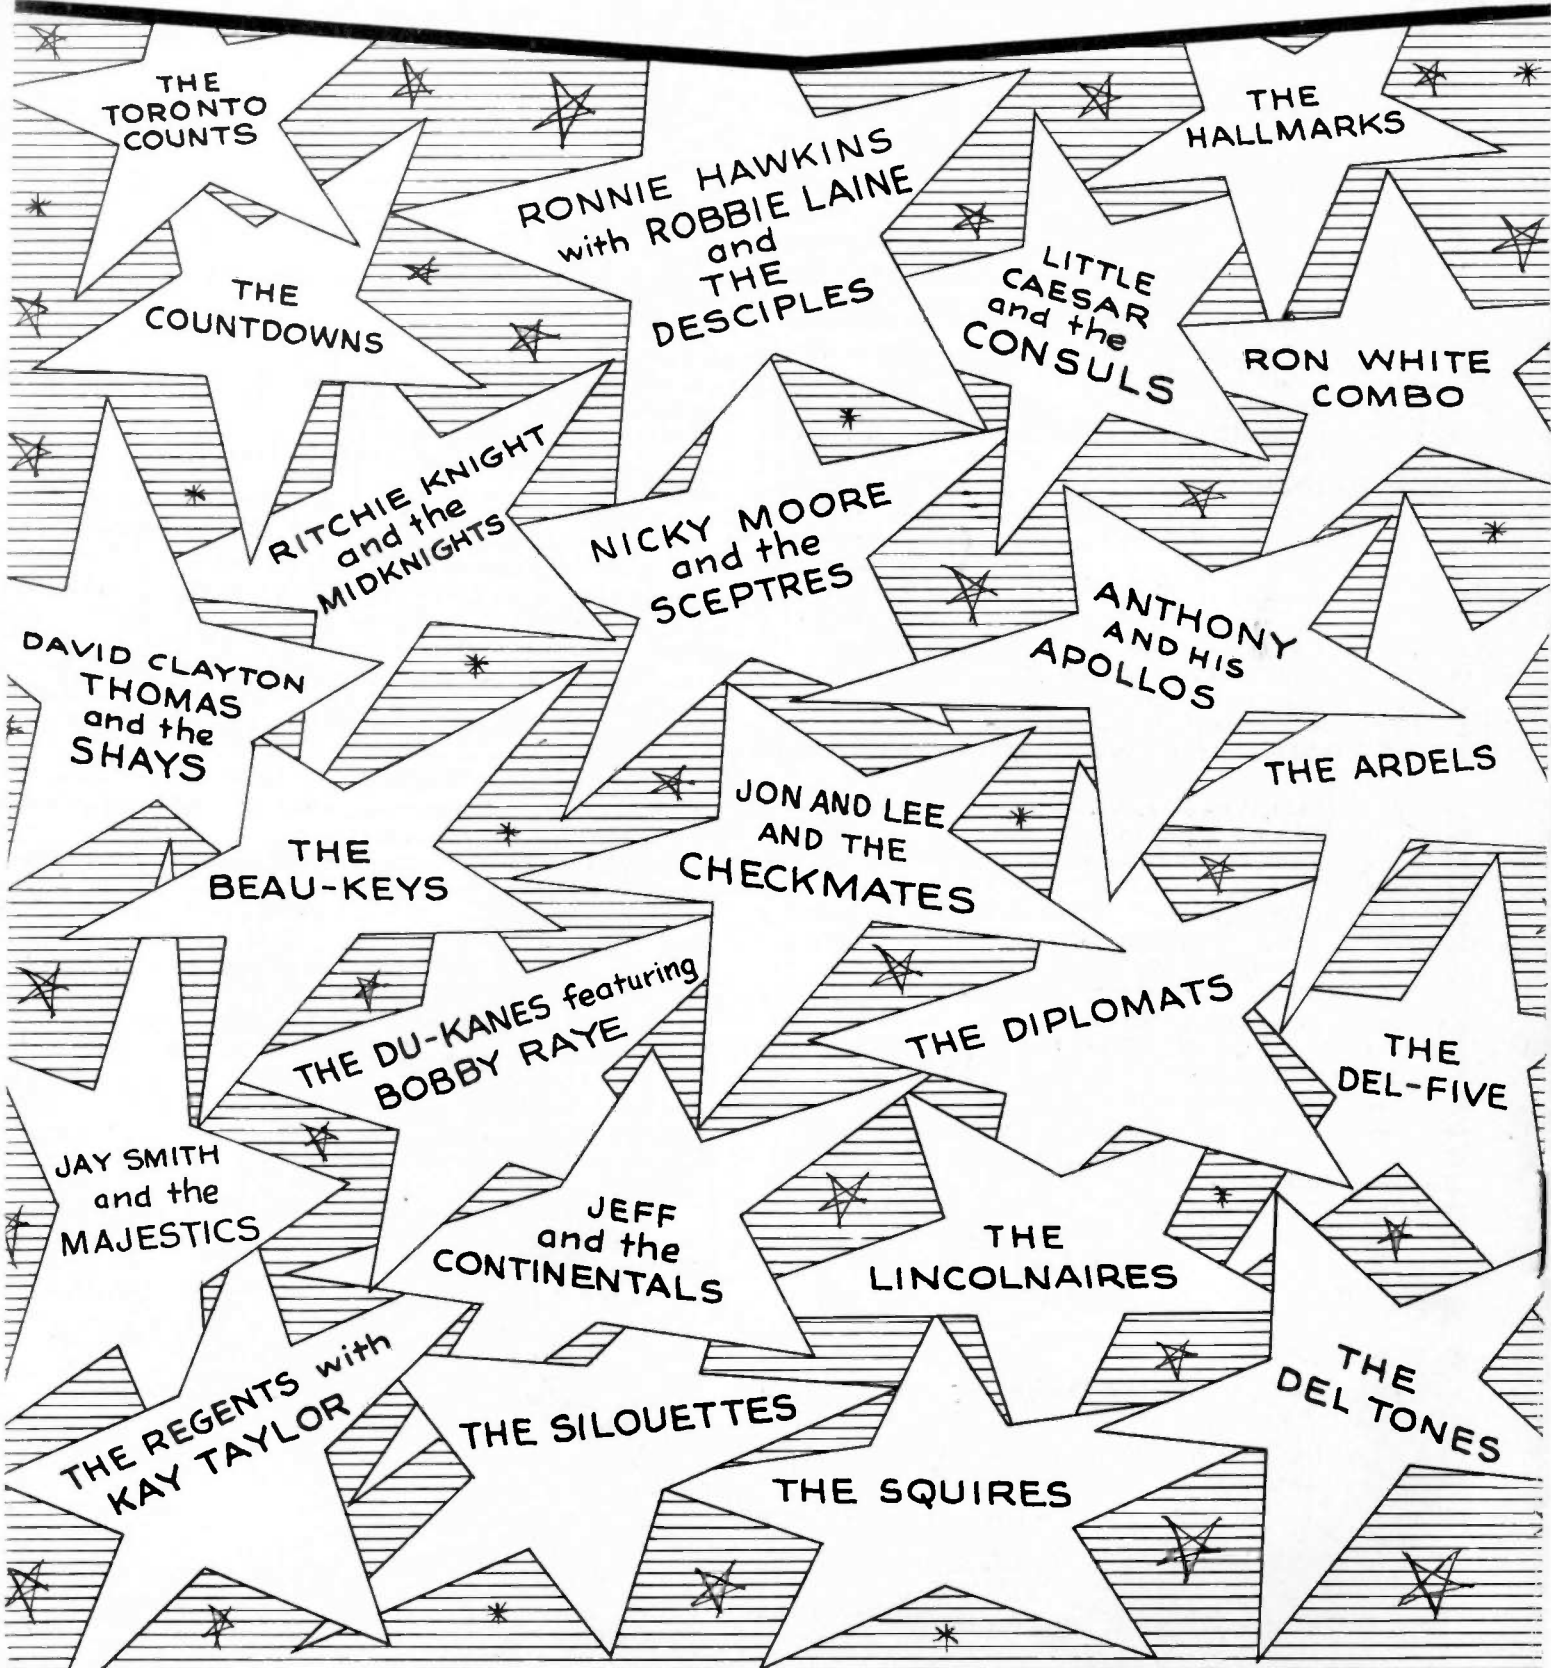 THE
TORONTO
COUNTS
RONNIE HAWKINS
with ROBBIE LAINE
and
THE
DESCIPLES
THE
HALLMARKS
THE
COUNTDOWNS
LITTLE
CAESAR
and the
CONSULS
RON WHITE
COMBO
RITCHIE KNIGHT
and the
MIDKNIGHTS
NICKY MOORE
and the
SCEPTRES
ANTHONY
AND HIS
APOLLOS
DAVID CLAYTON
THOMAS
and the
SHAYS
THE ARDELS
JON AND LEE
AND THE
CHECKMATES
THE
BEAU-KEYS
THE DU-KANES featuring
BOBBY RAYE
THE DIPLOMATS
THE
DEL-FIVE
JAY SMITH
and the
MAJESTICS
JEFF
and the
CONTINENTALS
THE
LINCOLNAIRES
THE REGENTS with
KAY TAYLOR
THE SILOUETTES
THE
DEL TONES
THE SQUIRES